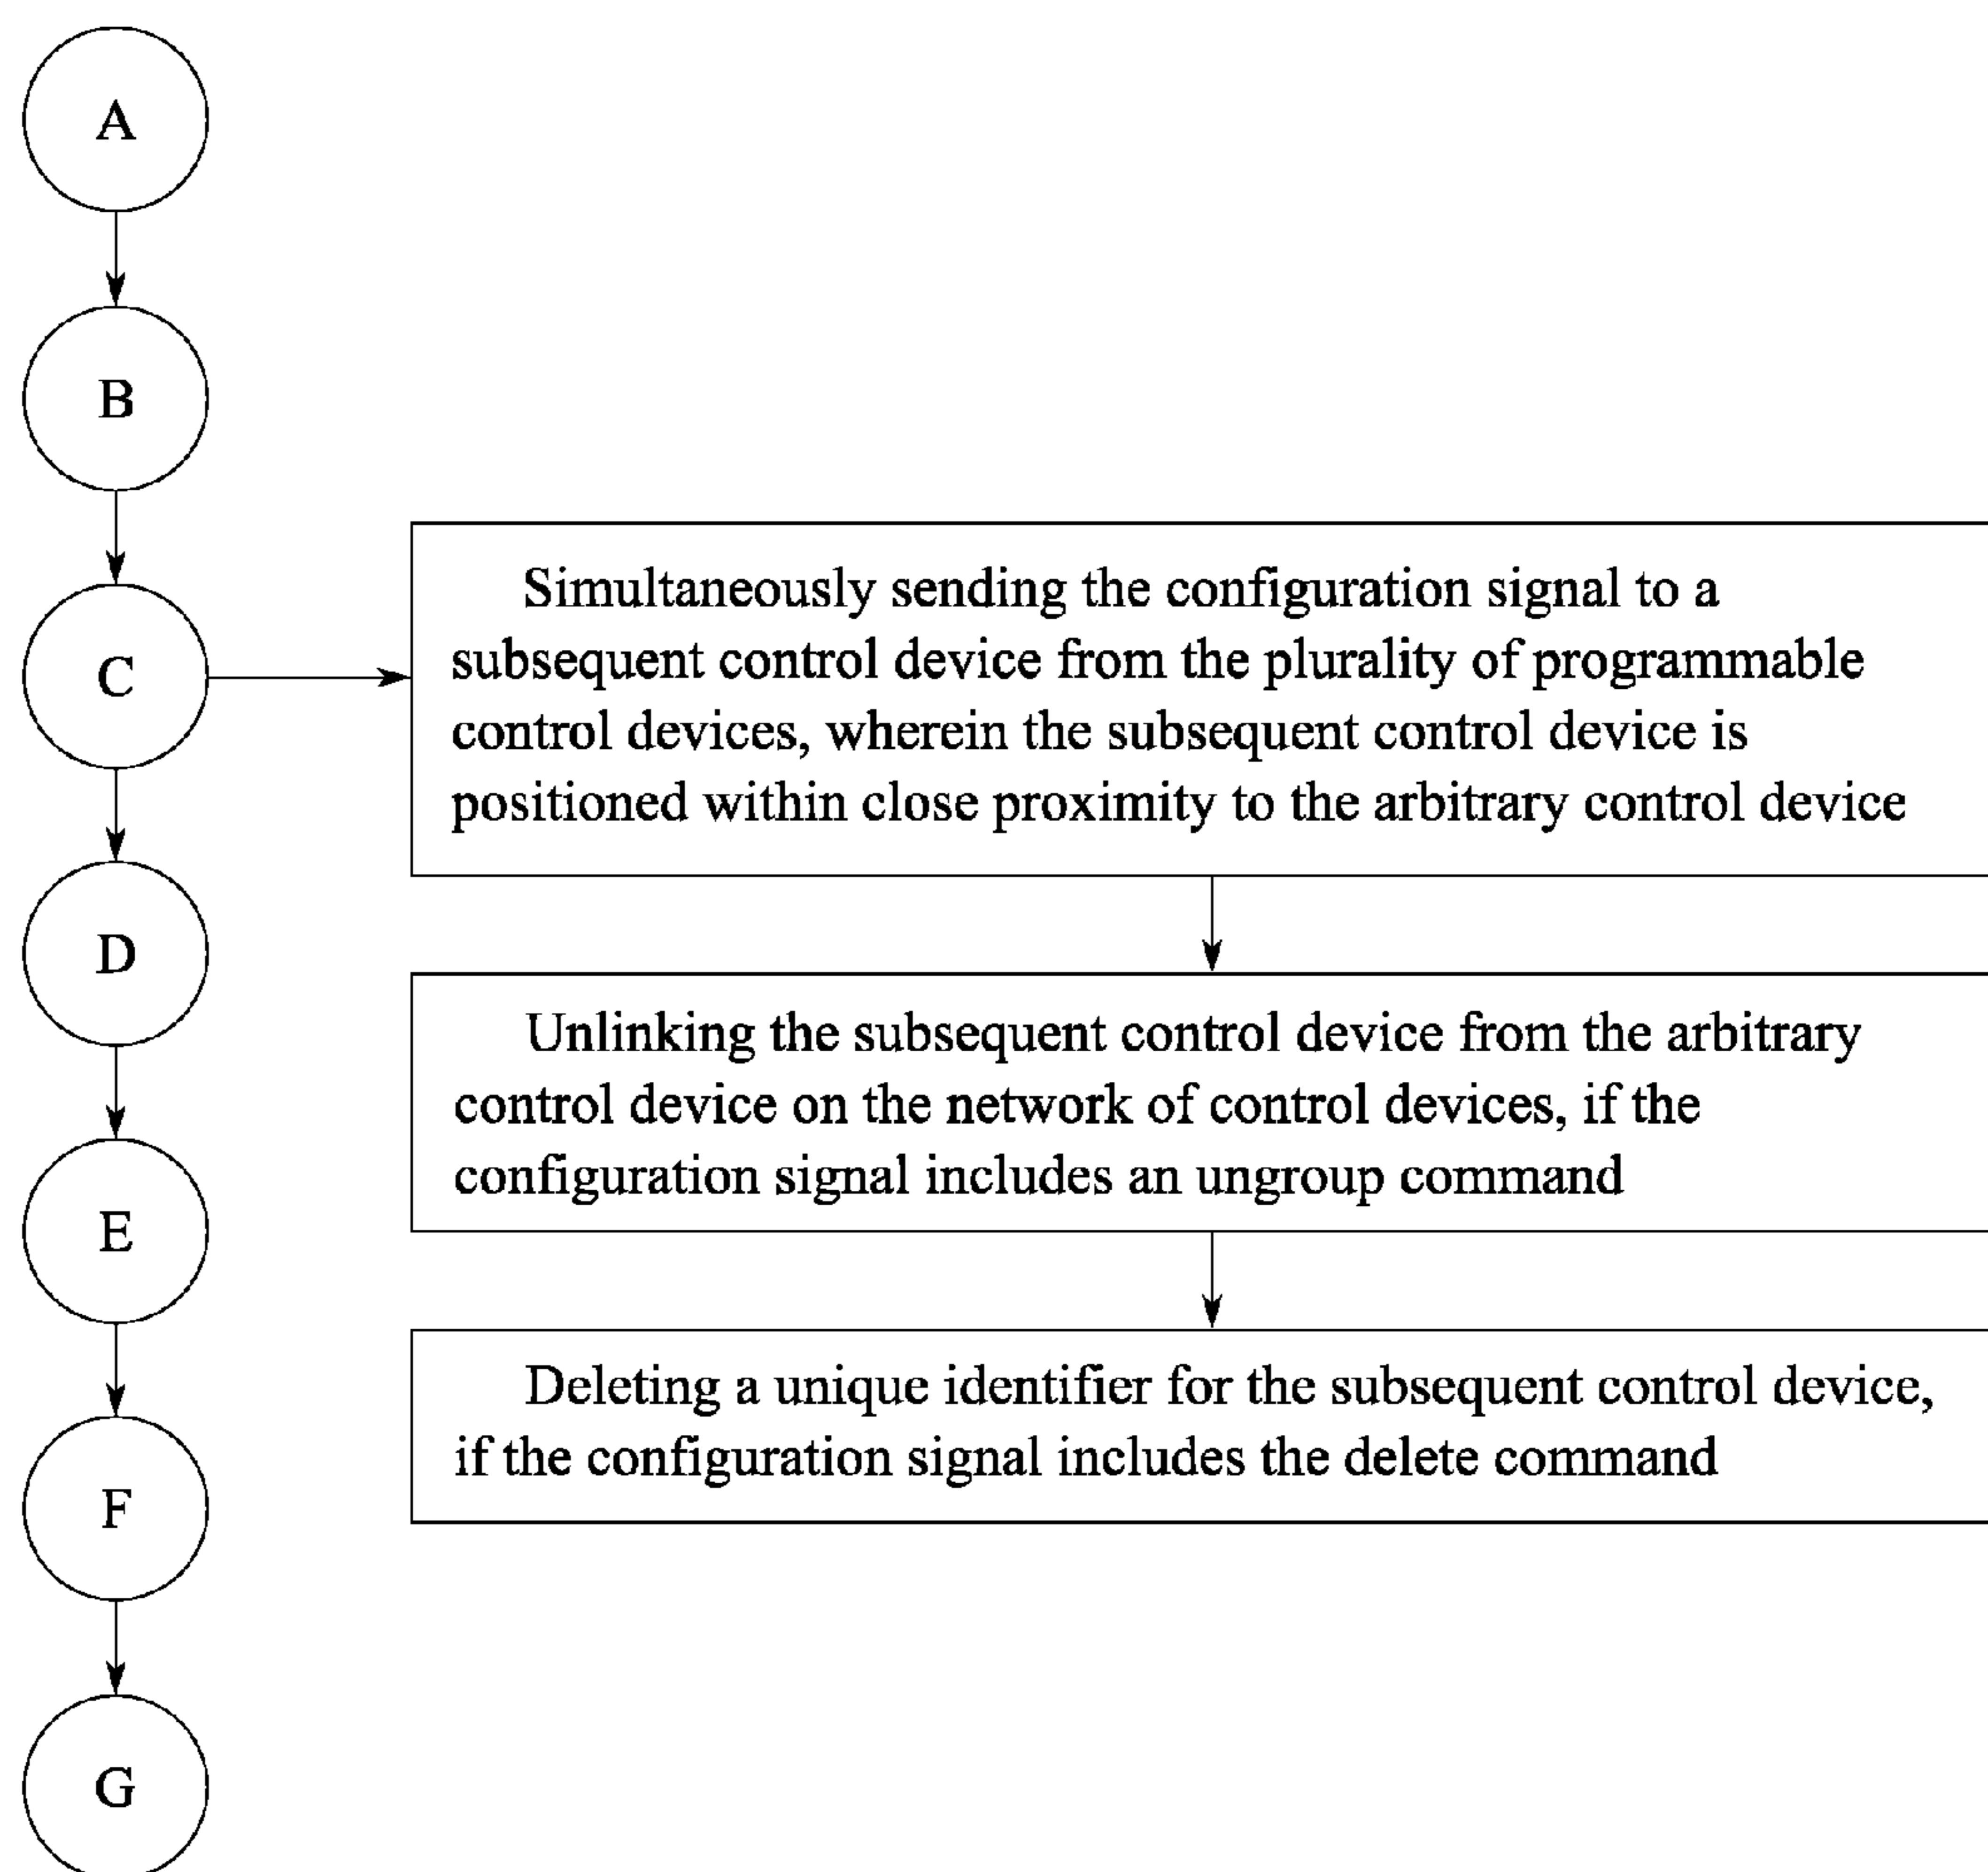 A
B
C
Simultaneously sending the configuration signal to a
subsequent control device from the plurality of programmable
control devices, wherein the subsequent control device is
positioned within close proximity to the arbitrary control device
D
Unlinking the subsequent control device from the arbitrary
control device on the network of control devices, if the
configuration signal includes an ungroup command
E
Deleting a unique identifier for the subsequent control device,
if the configuration signal includes the delete command
F
G